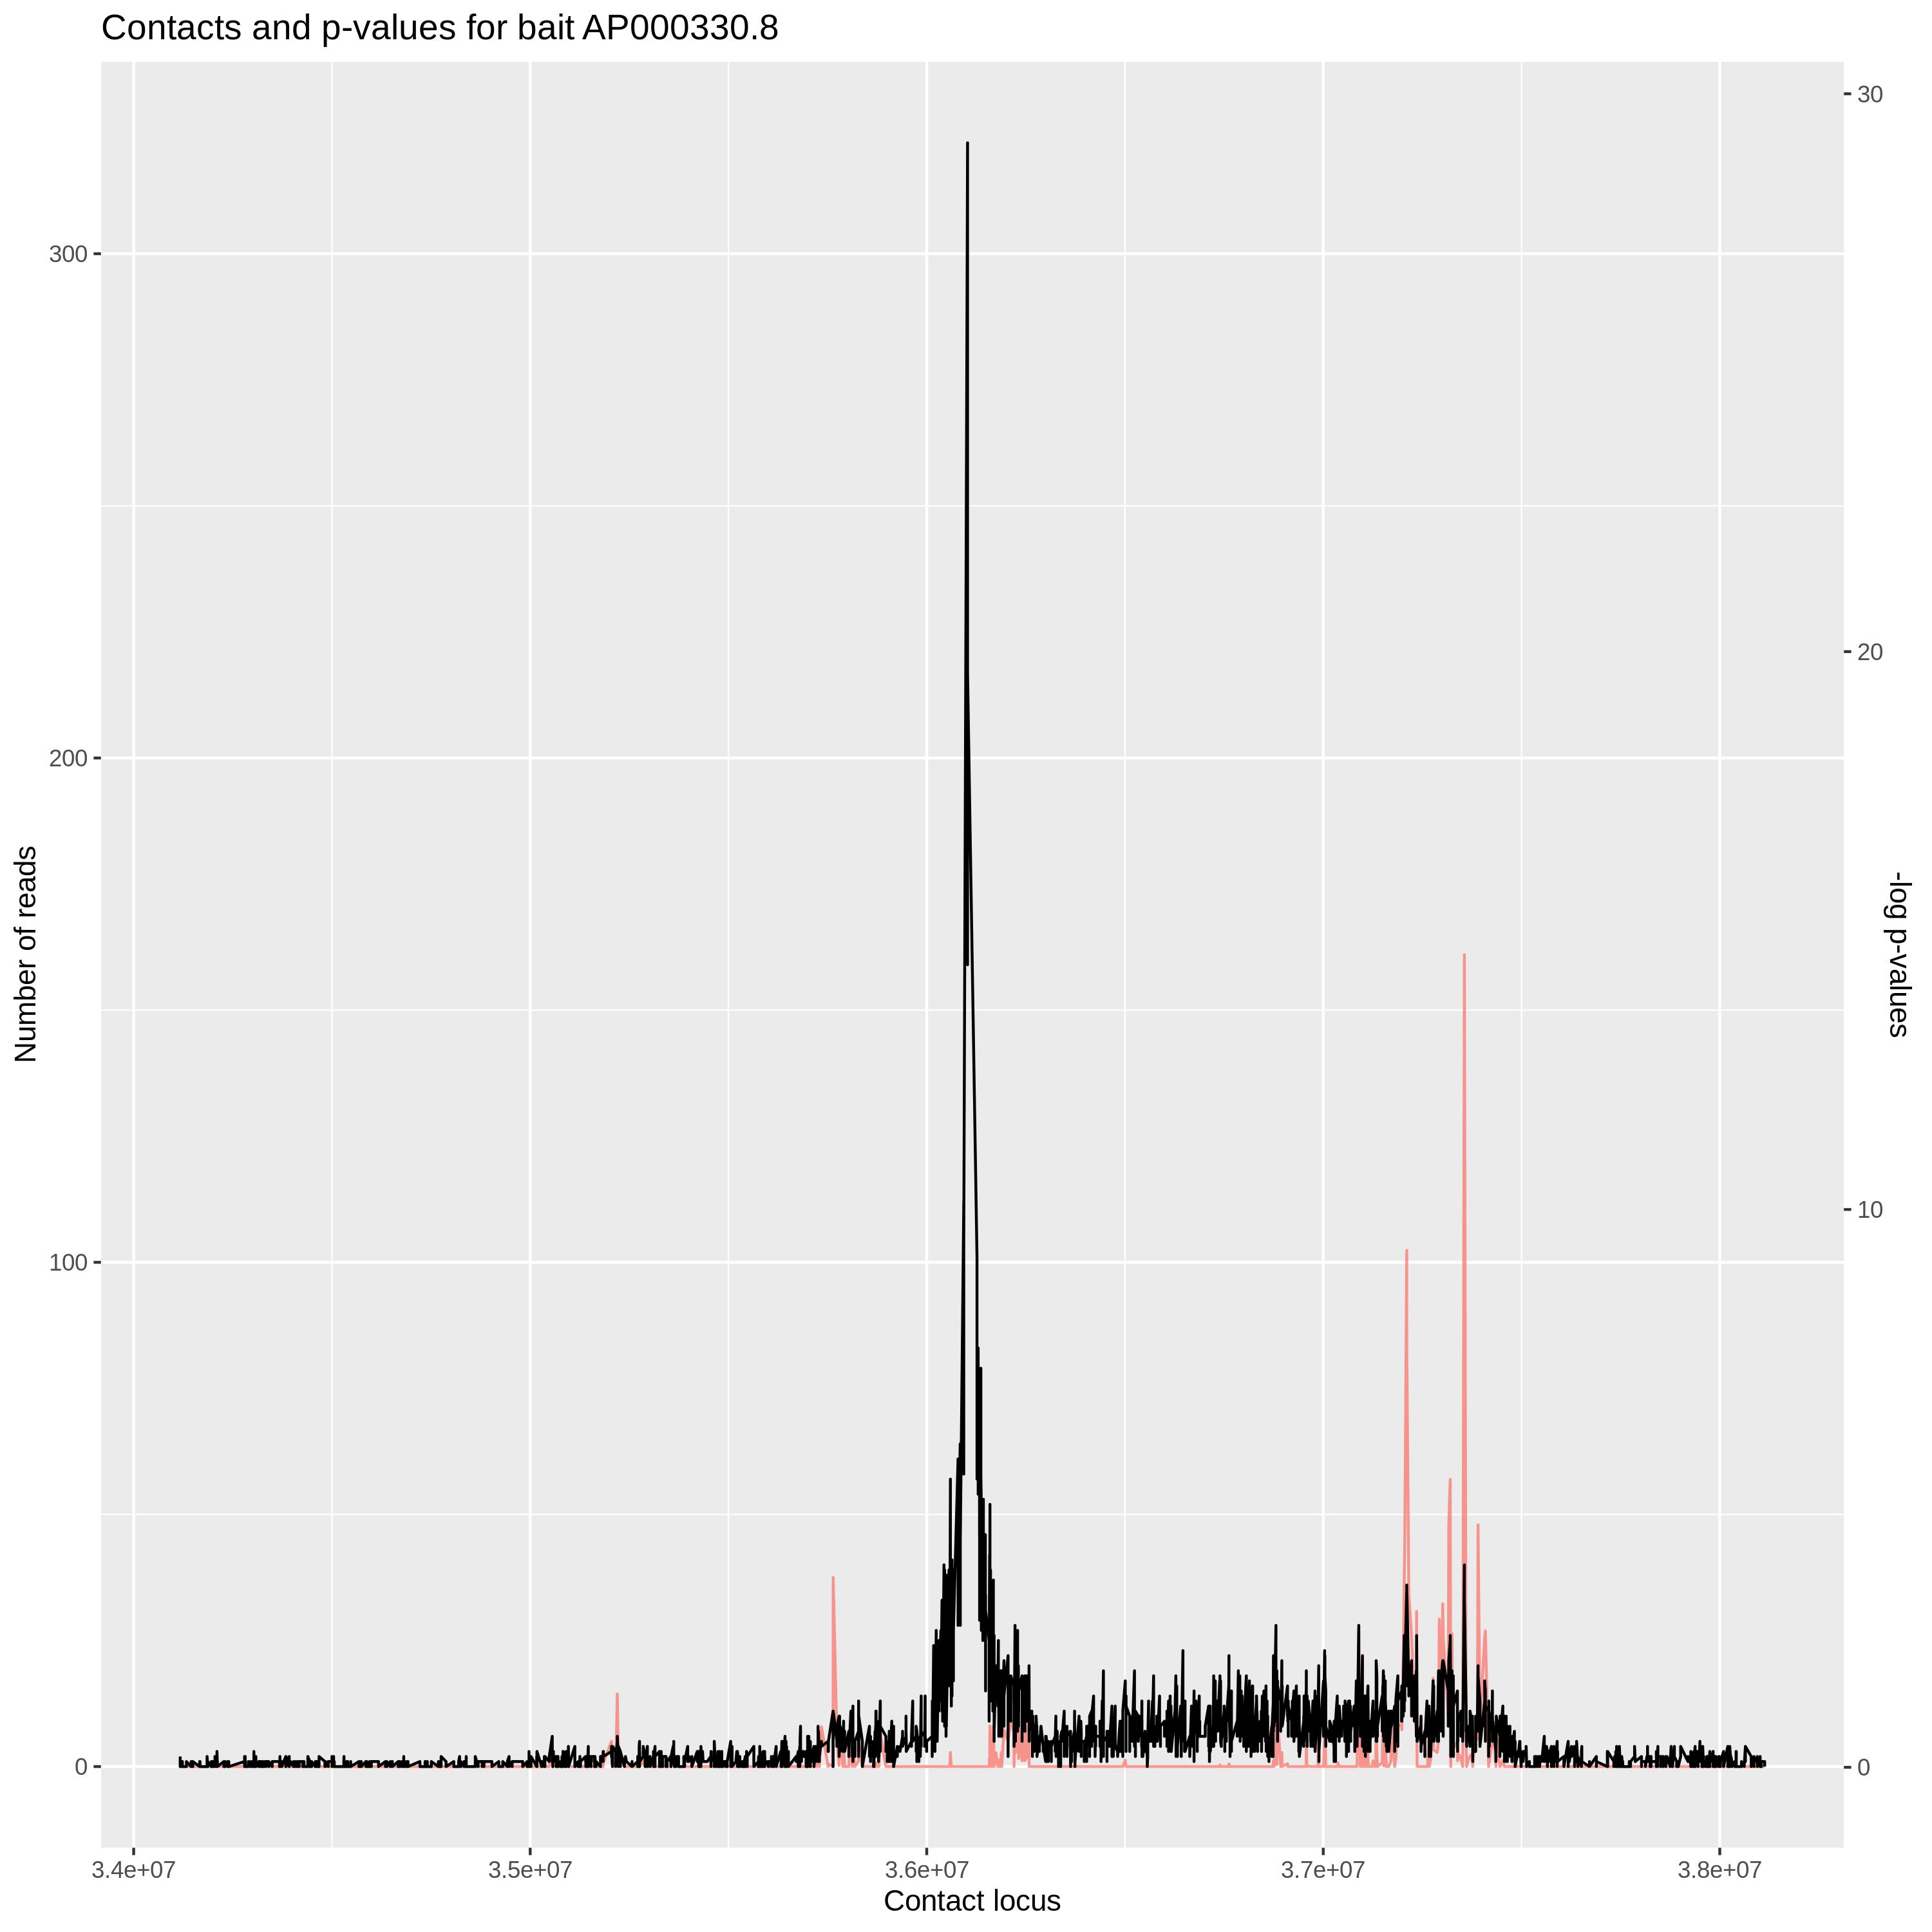 Contacts and p-values for bait AP000330.8
Number of reads
300
200
100
0
30
20
10
0
-log p-values
3.4e+07
3.5e+07
3.6e+07
3.7e+07
3.8e+07
Contact locus